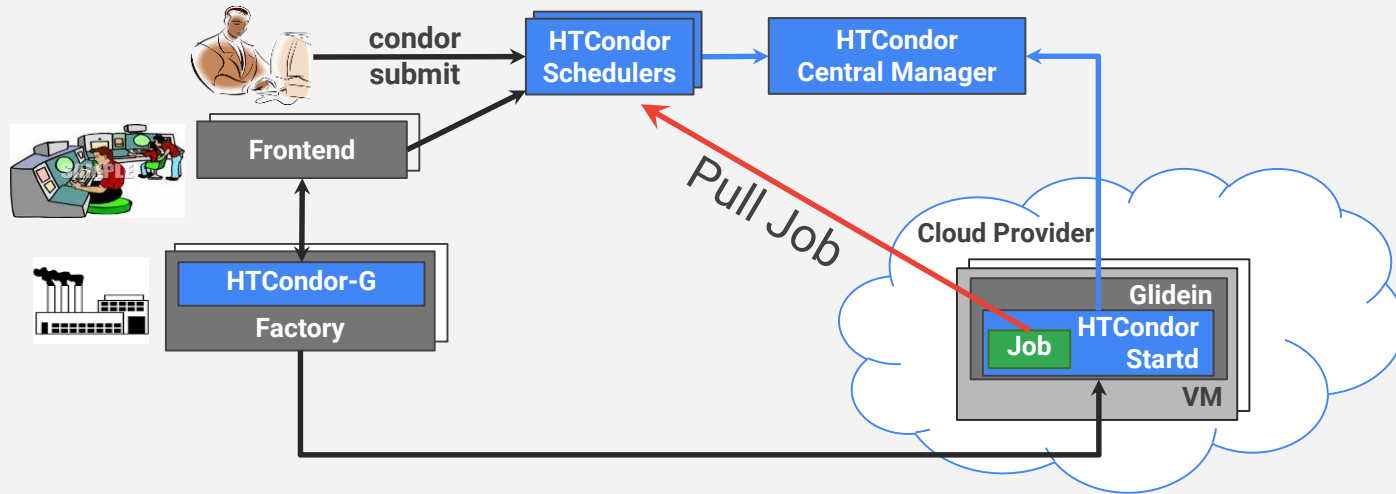 condor
submit
HTCondor
Schedulers
HTCondor
Central Manager
Frontend
SIMPLE
Pull Job
Cloud Provider
HTCondor-G
Factory
Glidein
HTCondor
Startd
Job
VM